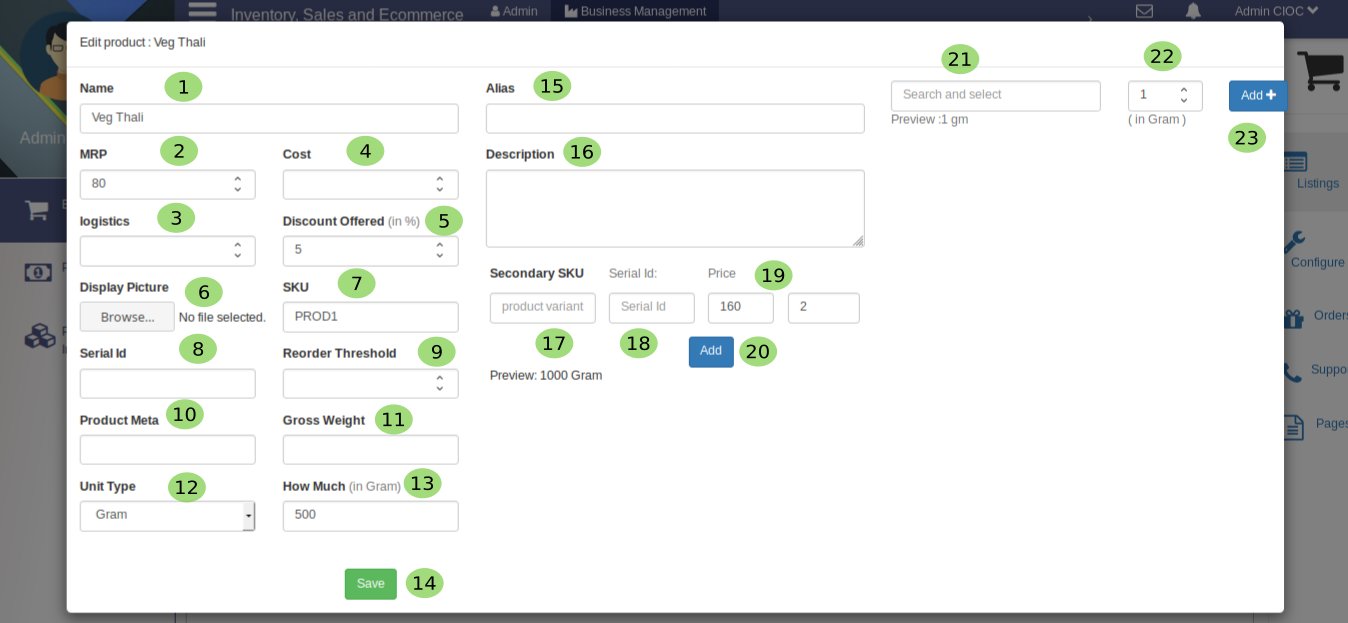 Inventory, Sales and Ecommerce
Admin
Business Management
Admin CIOC
Edit product : Veg Thali
Admin
Name 1
Veg Thali
MRP 2
80
Cost 4
logistics 3
Discount Offered (in %) 5
5
Display Picture 6
Browse... No file selected.
SKU 7
PROD1
Serial Id 8
Reorder Threshold 9
Product Meta 10
Gross Weight 11
Unit Type 12
Gram
How Much (in Gram) 13
500
Save 14
Alias 15
Description 16
Secondary SKU Serial Id: Price 19
product variant Serial Id 160 2
17 18
Add 20
Preview: 1000 Gram
21
Search and select
Preview :1 gm
22
1
( in Gram )
Add
23
Listings
Configure
Orders
Suppo
Pages